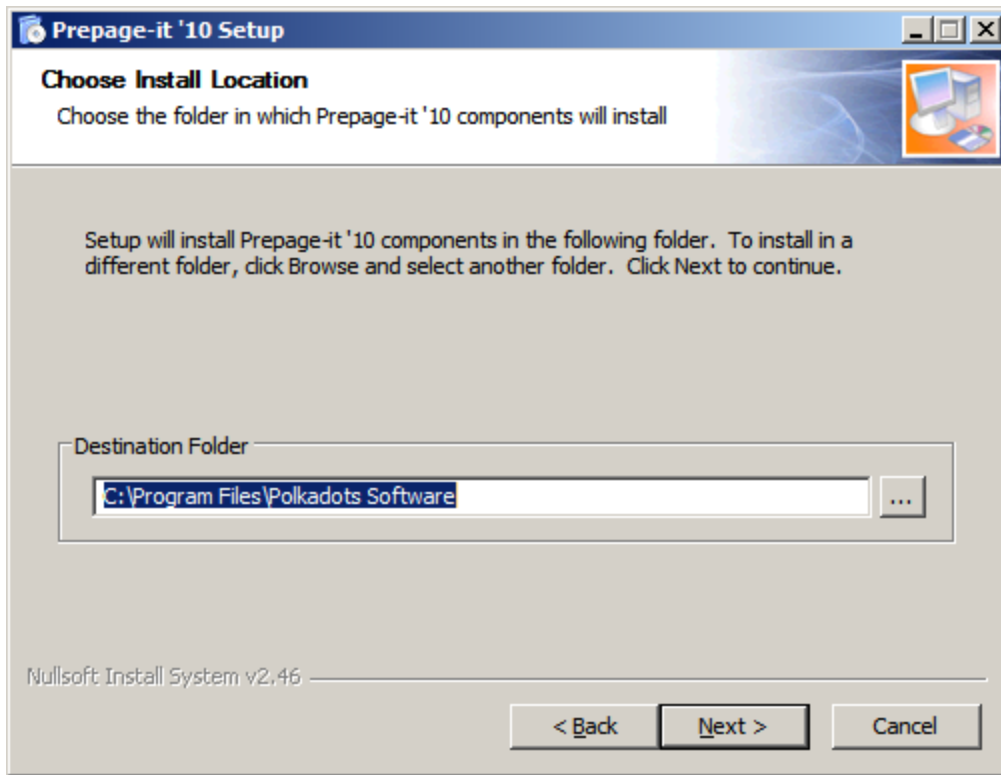 Prepage-it '10 Setup
Choose Install Location
Choose the folder in which Prepage-it '10 components will install
Setup will install Prepage-it '10 components in the following folder.  To install in a
different folder, click Browse and select another folder.  Click Next to continue.
Destination Folder
C:\Program Files\Polkadots Software
...
Nullsoft Install System v2.46
< Back
Next >
Cancel